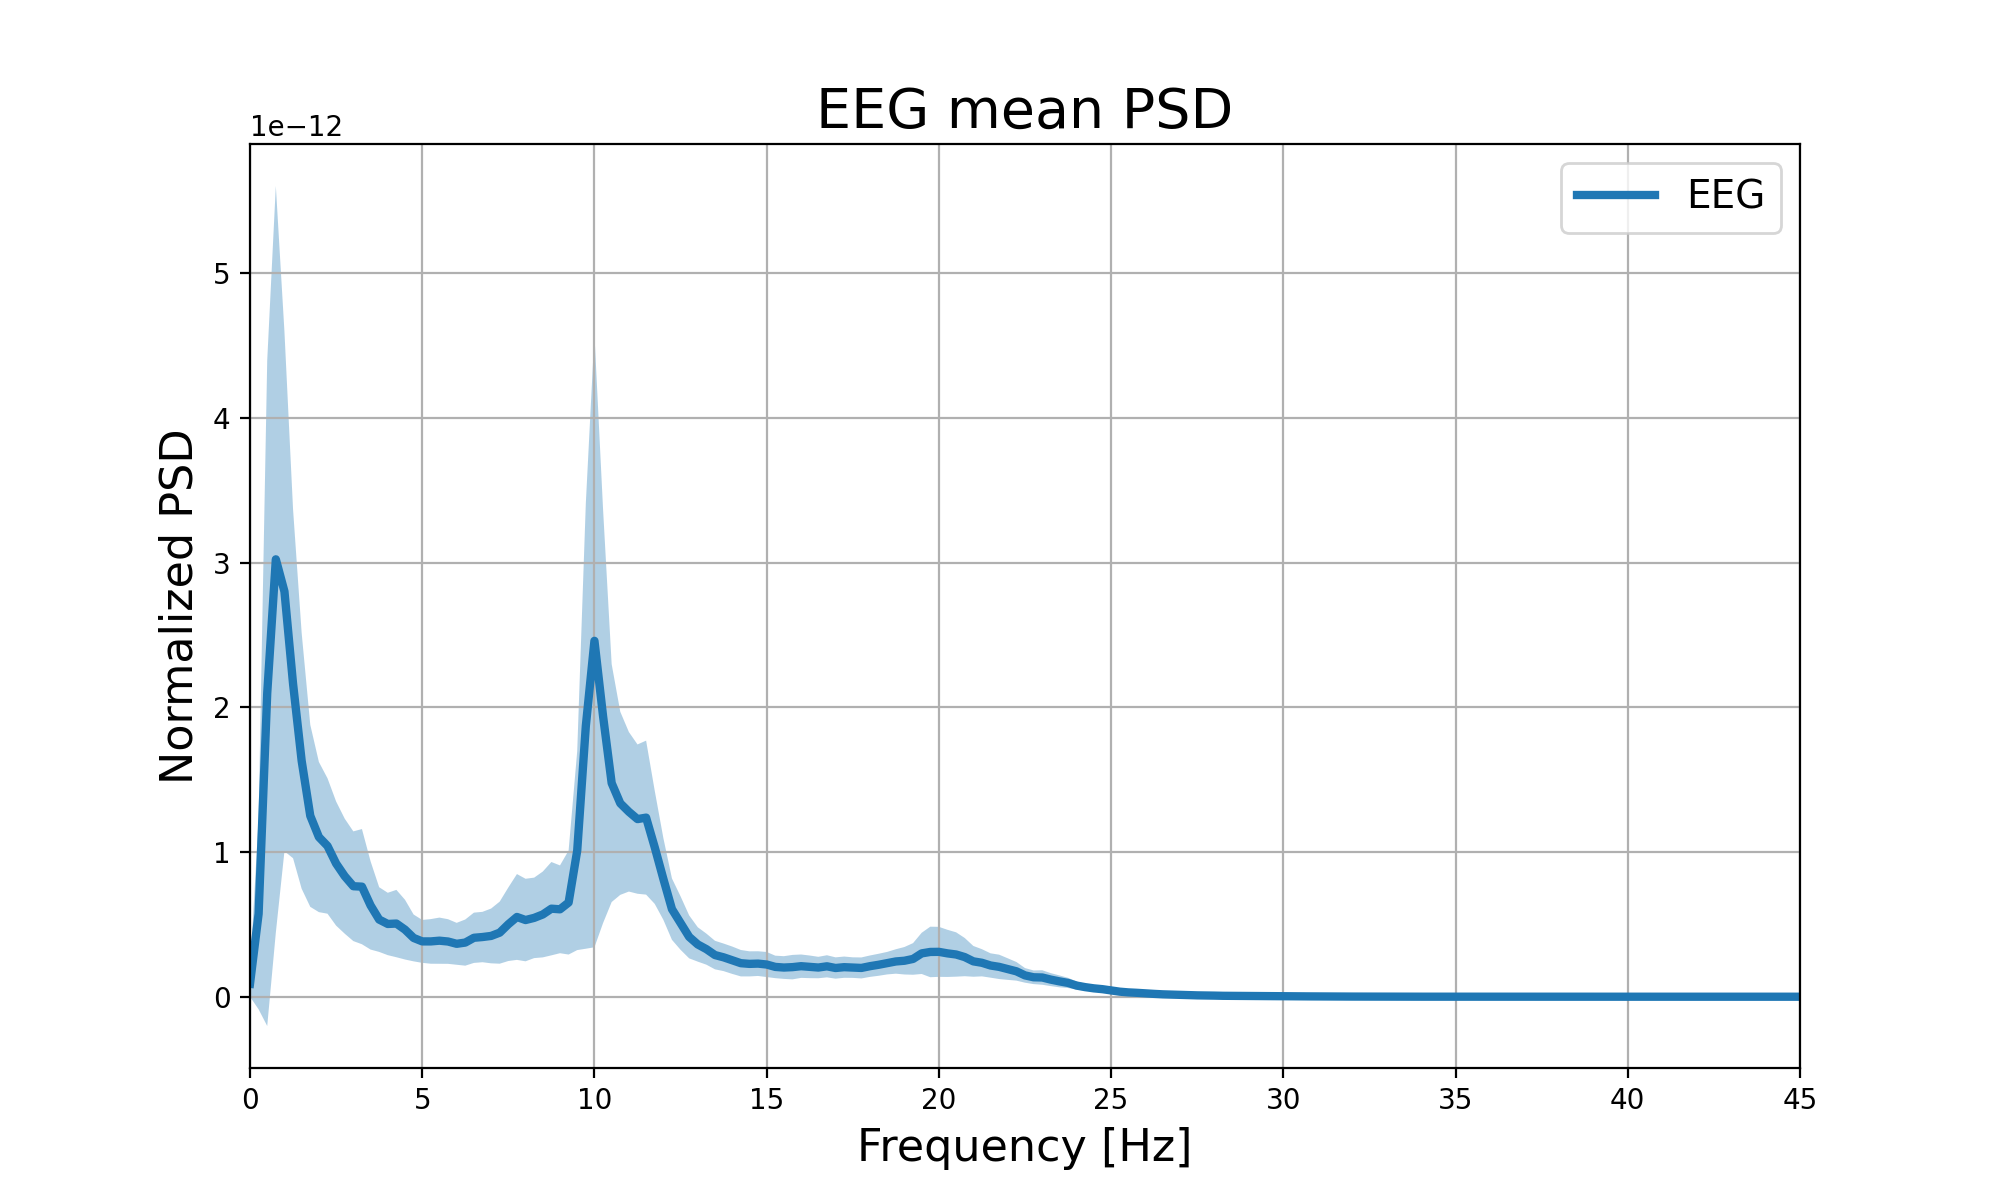 EEG mean PSD
1e−12
EEG
5
4
3
2
1
0
Normalized PSD
0 5 10 15 20 25 30 35 40 45
Frequency [Hz]